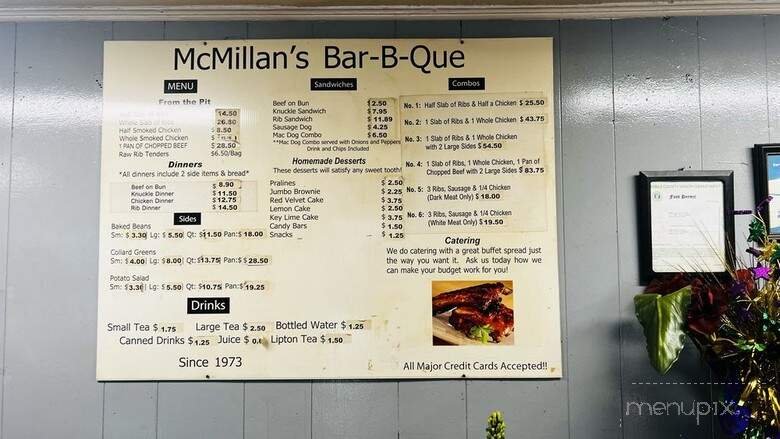 McMillan's Bar-B-Que
MENU
From the Pit
14.50
Whole Slab of Ribs 26.50
Half Smoked Chicken $ 8.50
Whole Smoked Chicken
1 PAN OF CHOPPED BEEF $ 28.50
Raw Rib Tenders $6.50/Bag
Dinners
*All dinners include 2 side items & bread*
Beef on Bun $ 8.90
Knuckle Dinner $ 11.50
Chicken Dinner $ 12.75
Rib Dinner $ 14.50
Sides
Baked Beans
Sm: $ 3.30 Lg: $ 5.50 Qt: $11.50 Pan: $ 18.00
Collard Greens
Sm: $ 4.00 Lg: $ 8.00 Qt: $13.75 Pan: $ 28.50
Potato Salad
Sm: $ 3.30 Lg: $ 5.50 Qt: $10.75 Pan: $19.25
Drinks
Small Tea $ 1.75 Large Tea $ 2.50 Bottled Water $ 1.25
Canned Drinks $1.25 Juice $ Lipton Tea $ 1.50
Since 1973
Sandwiches
Beef on Bun $ 2.50
Knuckle Sandwich $ 7.95
Rib Sandwich $ 11.89
Sausage Dog $ 4.25
Mac Dog Combo $ 6.50
**Mac Dog Combo served with Onions and Peppers
Drink and Chips Included
Homemade Desserts
These desserts will satisfy any sweet tooth!
Pralines $ 2.50
Jumbo Brownie $ 2.25
Red Velvet Cake $ 3.75
Lemon Cake $ 2.50
Key Lime Cake $ 3.75
Candy Bars $ 1.50
Snacks $ 1.25
Combos
No. 1: Half Slab of Ribs & Half a Chicken $ 25.50
No. 2: 1 Slab of Ribs & 1 Whole Chicken $ 43.75
No. 3: 1 Slab of Ribs & 1 Whole Chicken
with 2 Large Sides $ 54.50
No. 4: 1 Slab of Ribs, 1 Whole Chicken, 1 Pan of
Chopped Beef with 2 Large Sides $ 83.75
No. 5: 3 Ribs, Sausage & 1/4 Chicken
(Dark Meat Only) $ 18.00
No. 6: 3 Ribs, Sausage & 1/4 Chicken
(White Meat Only) $ 19.50
Catering
We do catering with a great buffet spread just
the way you want it. Ask us today how we
can make your budget work for you!
All Major Credit Cards Accepted!!
Food Permit
menupix